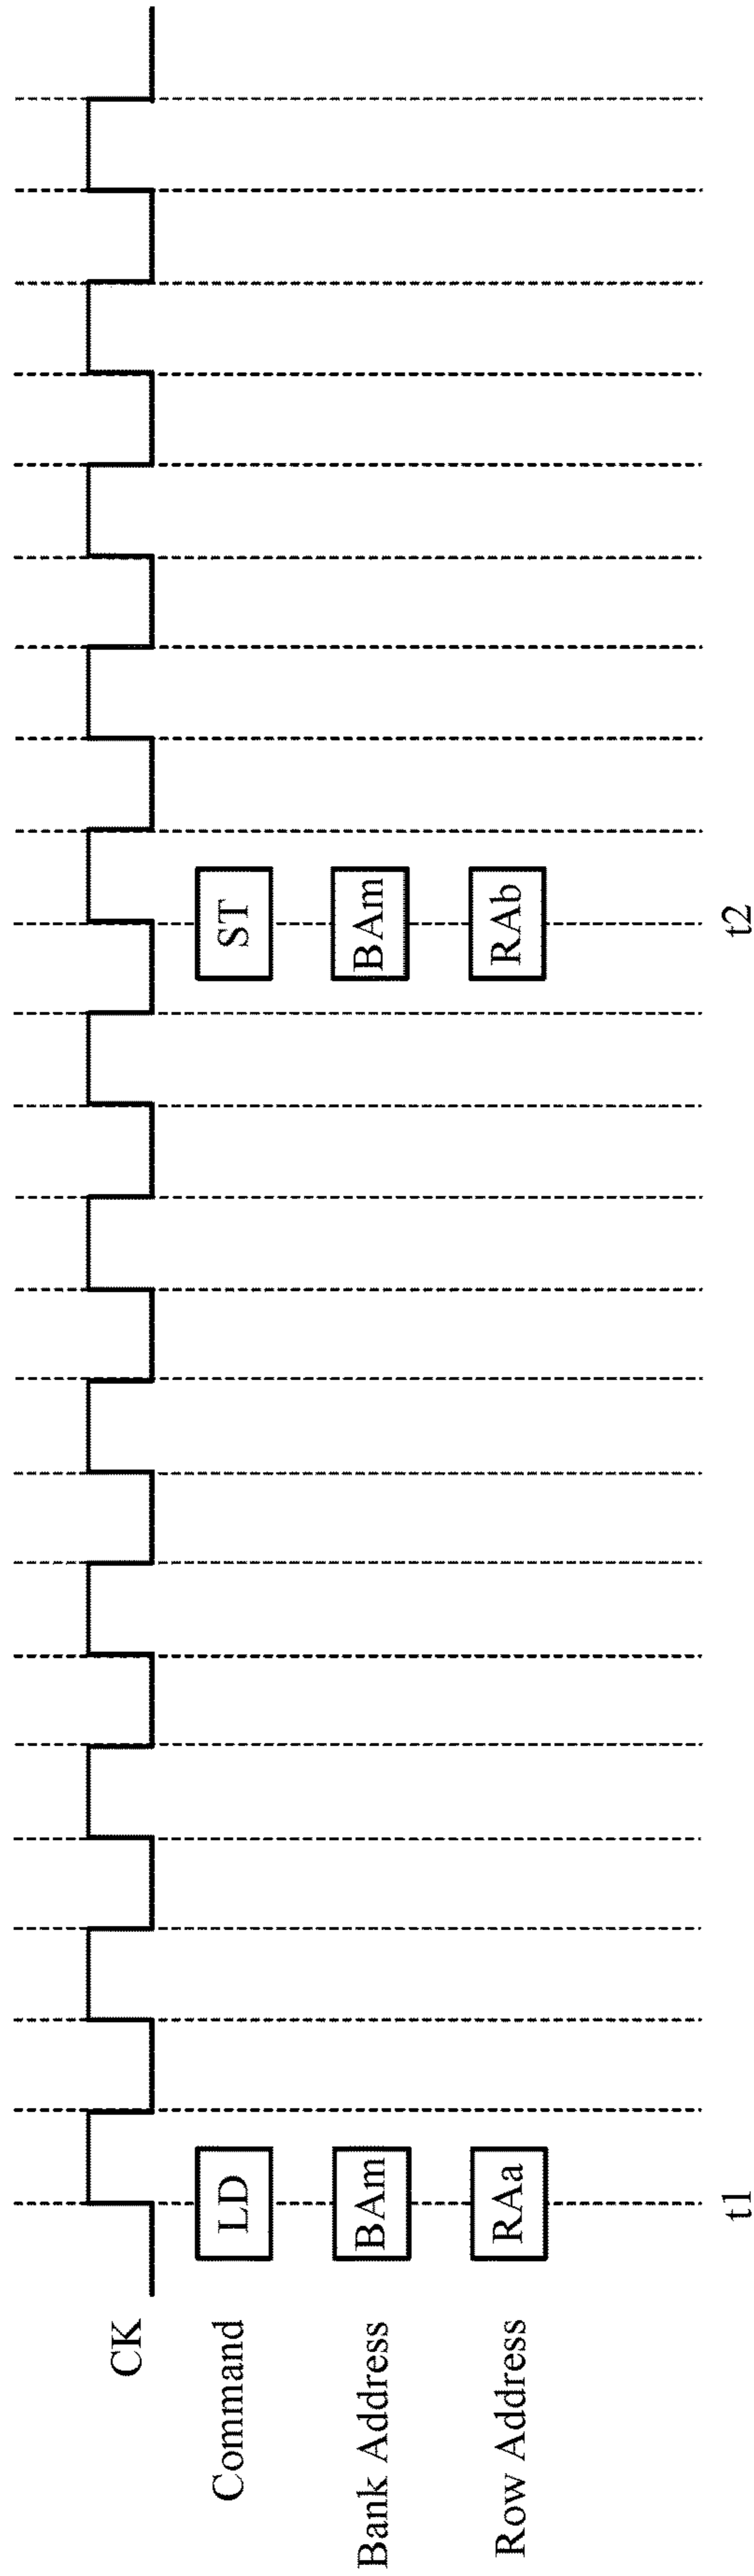 CK
Command
LD
ST
Bank Address
BAm
BAm
Row Address
RAa
RAb
t1
t2